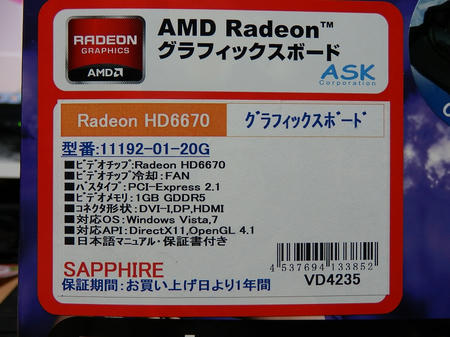 RADEON
GRAPHICS
AMD
AMD Radeon™
グラフィックスボード
ASK
Corporation
Radeon HD6670
ｸﾞﾗﾌｨｯｸｽﾎﾞｰﾄﾞ
型番:11192-01-20G
■ﾋﾞﾃﾞｵﾁｯﾌﾟ:Radeon HD6670
■ﾋﾞﾃﾞｵﾁｯﾌﾟ冷却:FAN
■ﾊﾞｽﾀｲﾌﾟ:PCI-Express 2.1
■ﾋﾞﾃﾞｵﾒﾓﾘ:1GB GDDR5
■ｺﾈｸﾀ形状:DVI-I,DP,HDMI
■対応OS:Windows Vista,7
■対応API:DirectX11,OpenGL 4.1
■日本語マニュアル・保証書付き
SAPPHIRE
4 537694 133852
保証期間:お買い上げ日より1年間
VD4235